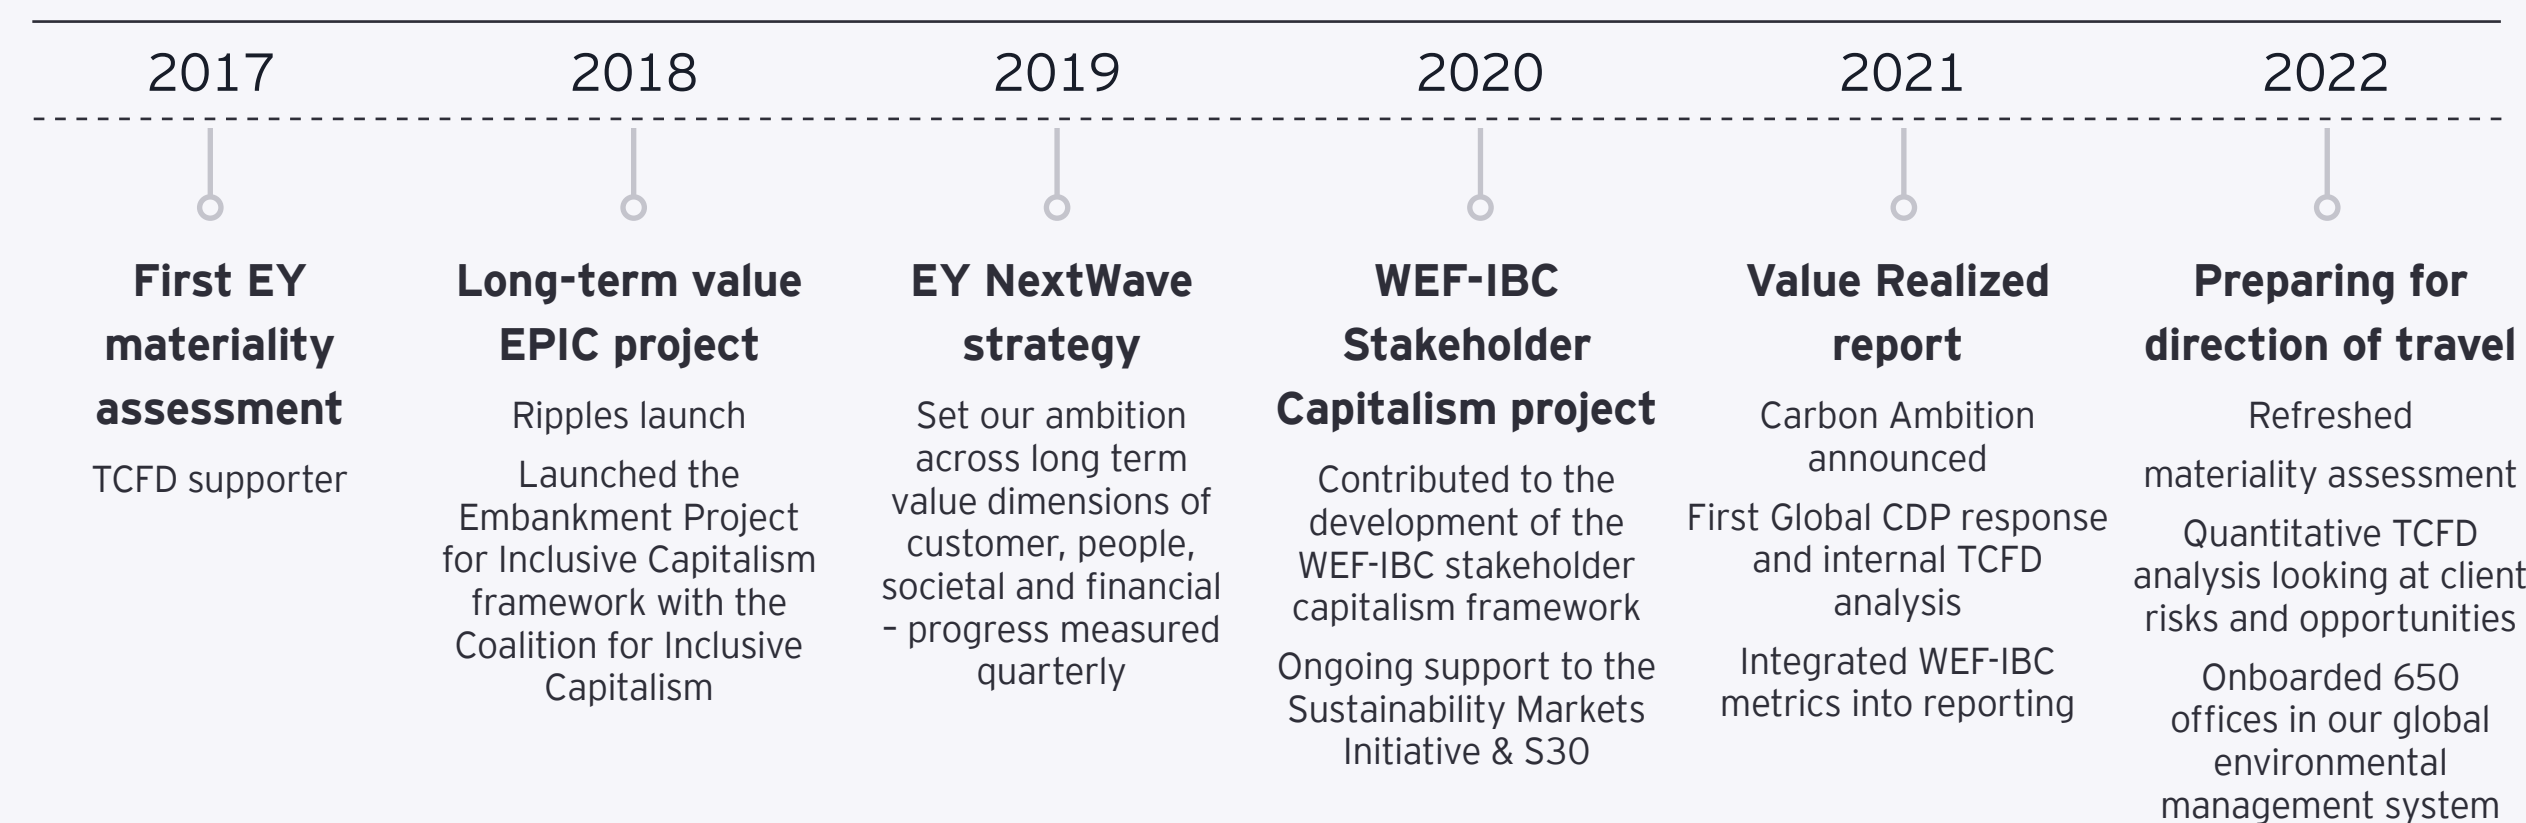 2017
2018
2019
2020
2021
2022
First EY
materiality
assessment
TCFD supporter
Long-term value
EPIC project
Ripples launch
Launched the
Embankment Project
for Inclusive Capitalism
framework with the
Coalition for Inclusive
Capitalism
EY NextWave
strategy
Set our ambition
across long term
value dimensions of
customer, people,
societal and financial
– progress measured
quarterly
WEF-IBC
Stakeholder
Capitalism project
Contributed to the
development of the
WEF-IBC stakeholder
capitalism framework
Ongoing support to the
Sustainability Markets
Initiative & S30
Value Realized
report
Carbon Ambition
announced
First Global CDP response
and internal TCFD
analysis
Integrated WEF-IBC
metrics into reporting
Preparing for
direction of travel
Refreshed
materiality assessment
Quantitative TCFD
analysis looking at client
risks and opportunities
Onboarded 650
offices in our global
environmental
management system